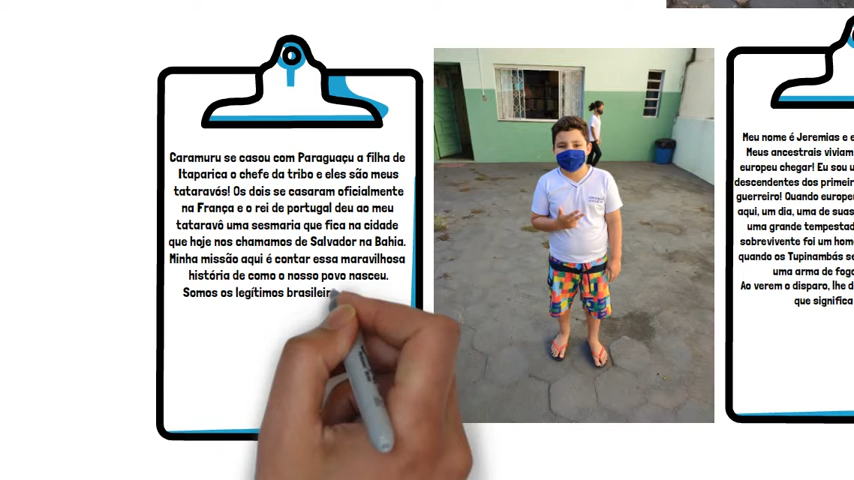 Caramuru se casou com Paraguaçu a filha de
Itaparica o chefe da tribo e eles são meus
tataravós! Os dois se casaram oficialmente
na França e o rei de portugal deu ao meu
tataravô uma sesmaria que fica na cidade
que hoje nos chamamos de Salvador na Bahia.
Minha missão aqui é contar essa maravilhosa
história de como o nosso povo nasceu.
Somos os legítimos brasileir
Meu nome é Jeremias e e
Meus ancestrais viviam
europeu chegar! Eu sou u
descendentes dos primeir
guerreiro! Quando europe
aqui, um dia, uma de suas
uma grande tempestad
sobrevivente foi um hom
quando os Tupinambás se
uma arma de fogo
Ao verem o disparo, lhe d
que significa